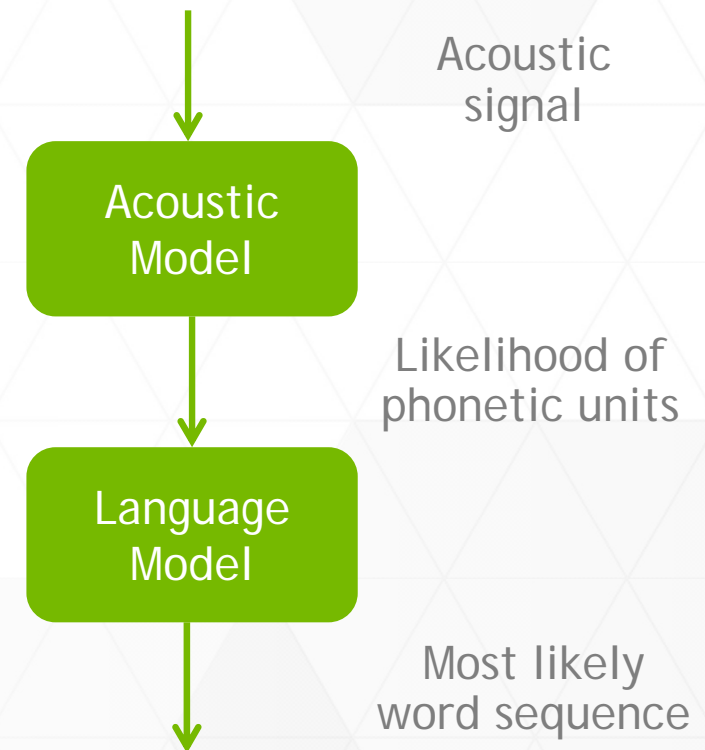 Acoustic
signal
Acoustic
Model
Likelihood of
phonetic units
Language
Model
Most likely
word sequence